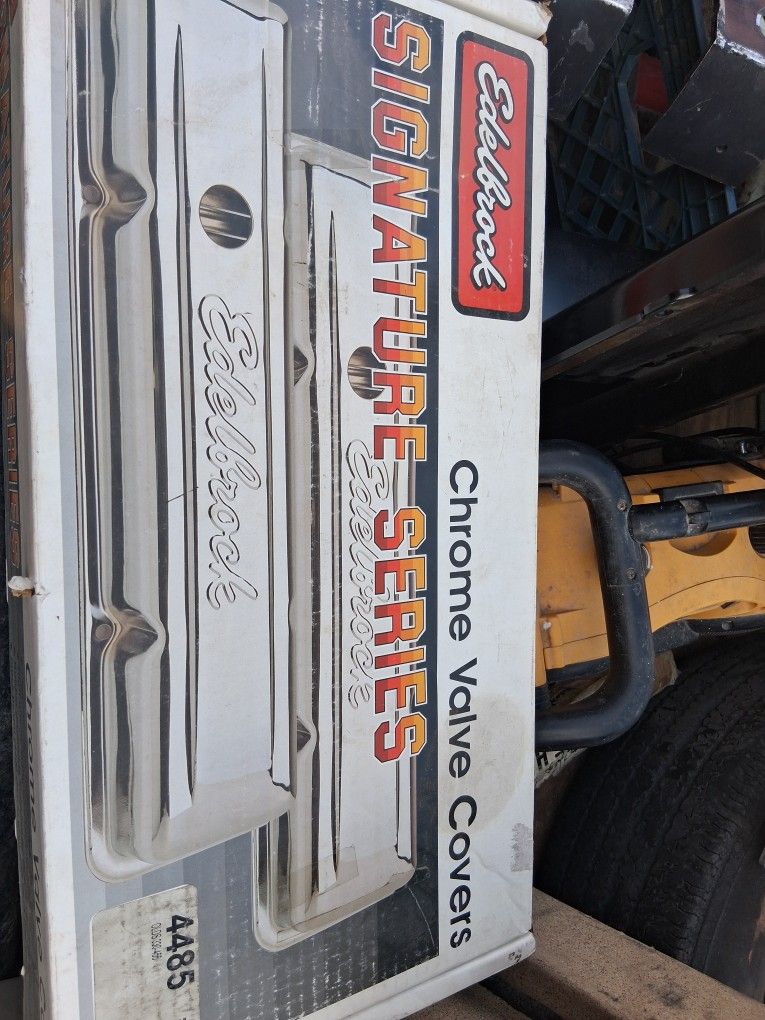 Edelbrock
SIGNATURE SERIES
Chrome Valve Covers
Edelbrock
Edelbrock
4485